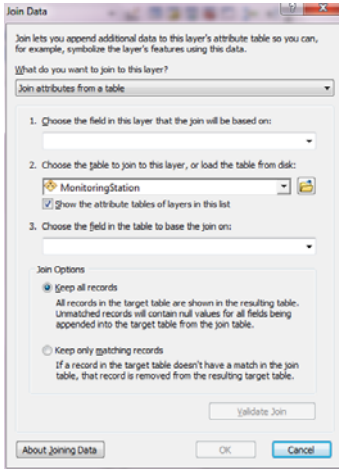 Join Data
Join lets you append additional data to this layer's attribute table so you can,
for example, symbolize the layer's features using this data.
What do you want to join to this layer?
Join attributes from a table
1. Choose the field in this layer that the join will be based on:
2. Choose the table to join to this layer, or load the table from disk:
MonitoringStation
Show the attribute tables of layers in this list
3. Choose the field in the table to base the join on:
Join Options
Keep all records
All records in the target table are shown in the resulting table.
Unmatched records will contain null values for all fields being
appended into the target table from the join table.
Keep only matching records
If a record in the target table doesn't have a match in the join
table, that record is removed from the resulting target table.
Validate Join
About Joining Data
OK
Cancel